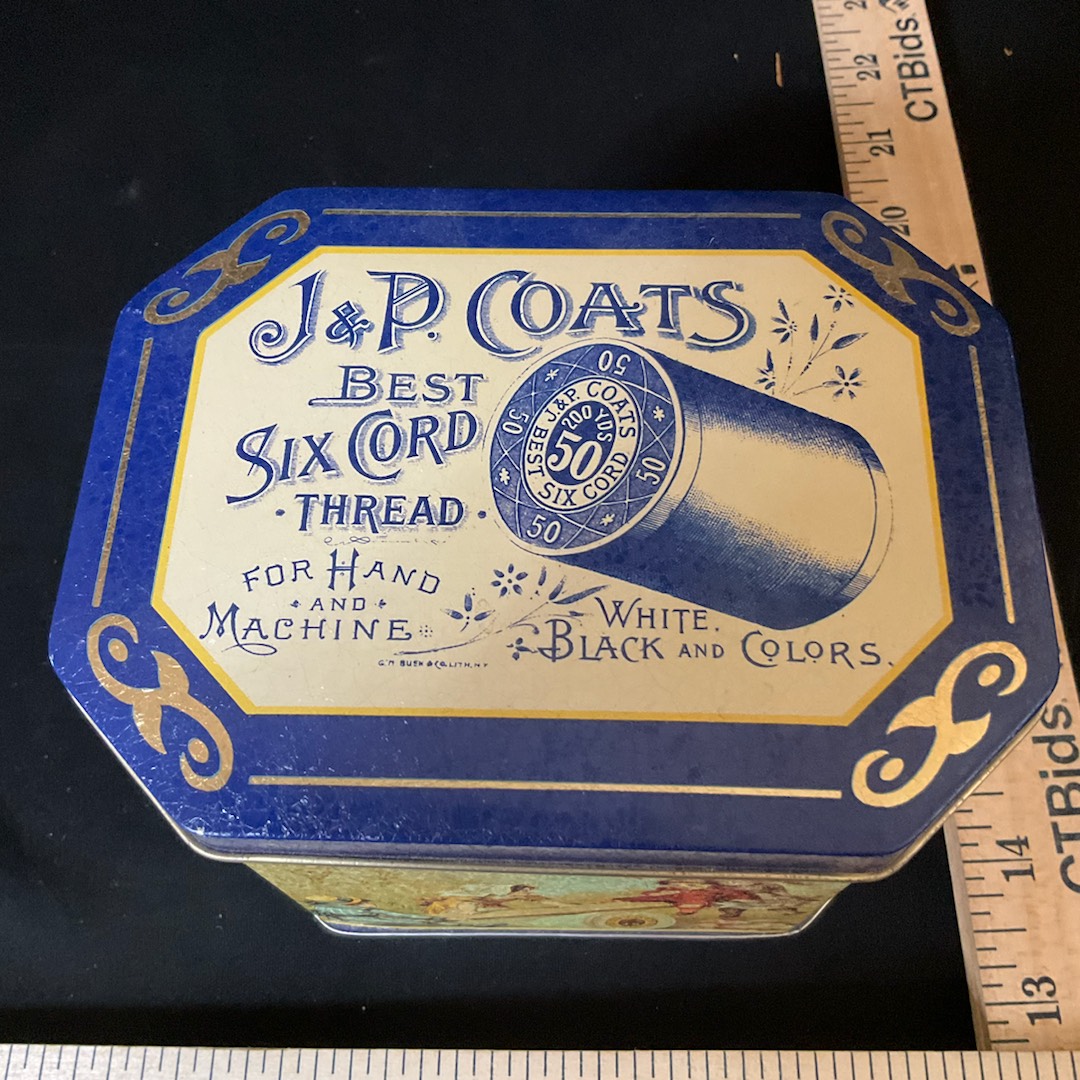 J & P. COATS
BEST
SIX CORD
· THREAD ·
FOR HAND
AND
MACHINE
WHITE,
BLACK AND COLORS.
J. & P. COATS
BEST SIX CORD
200 YDS
50
50
50
50
50
22
21
20
14
13
CTBids.
CTBids.